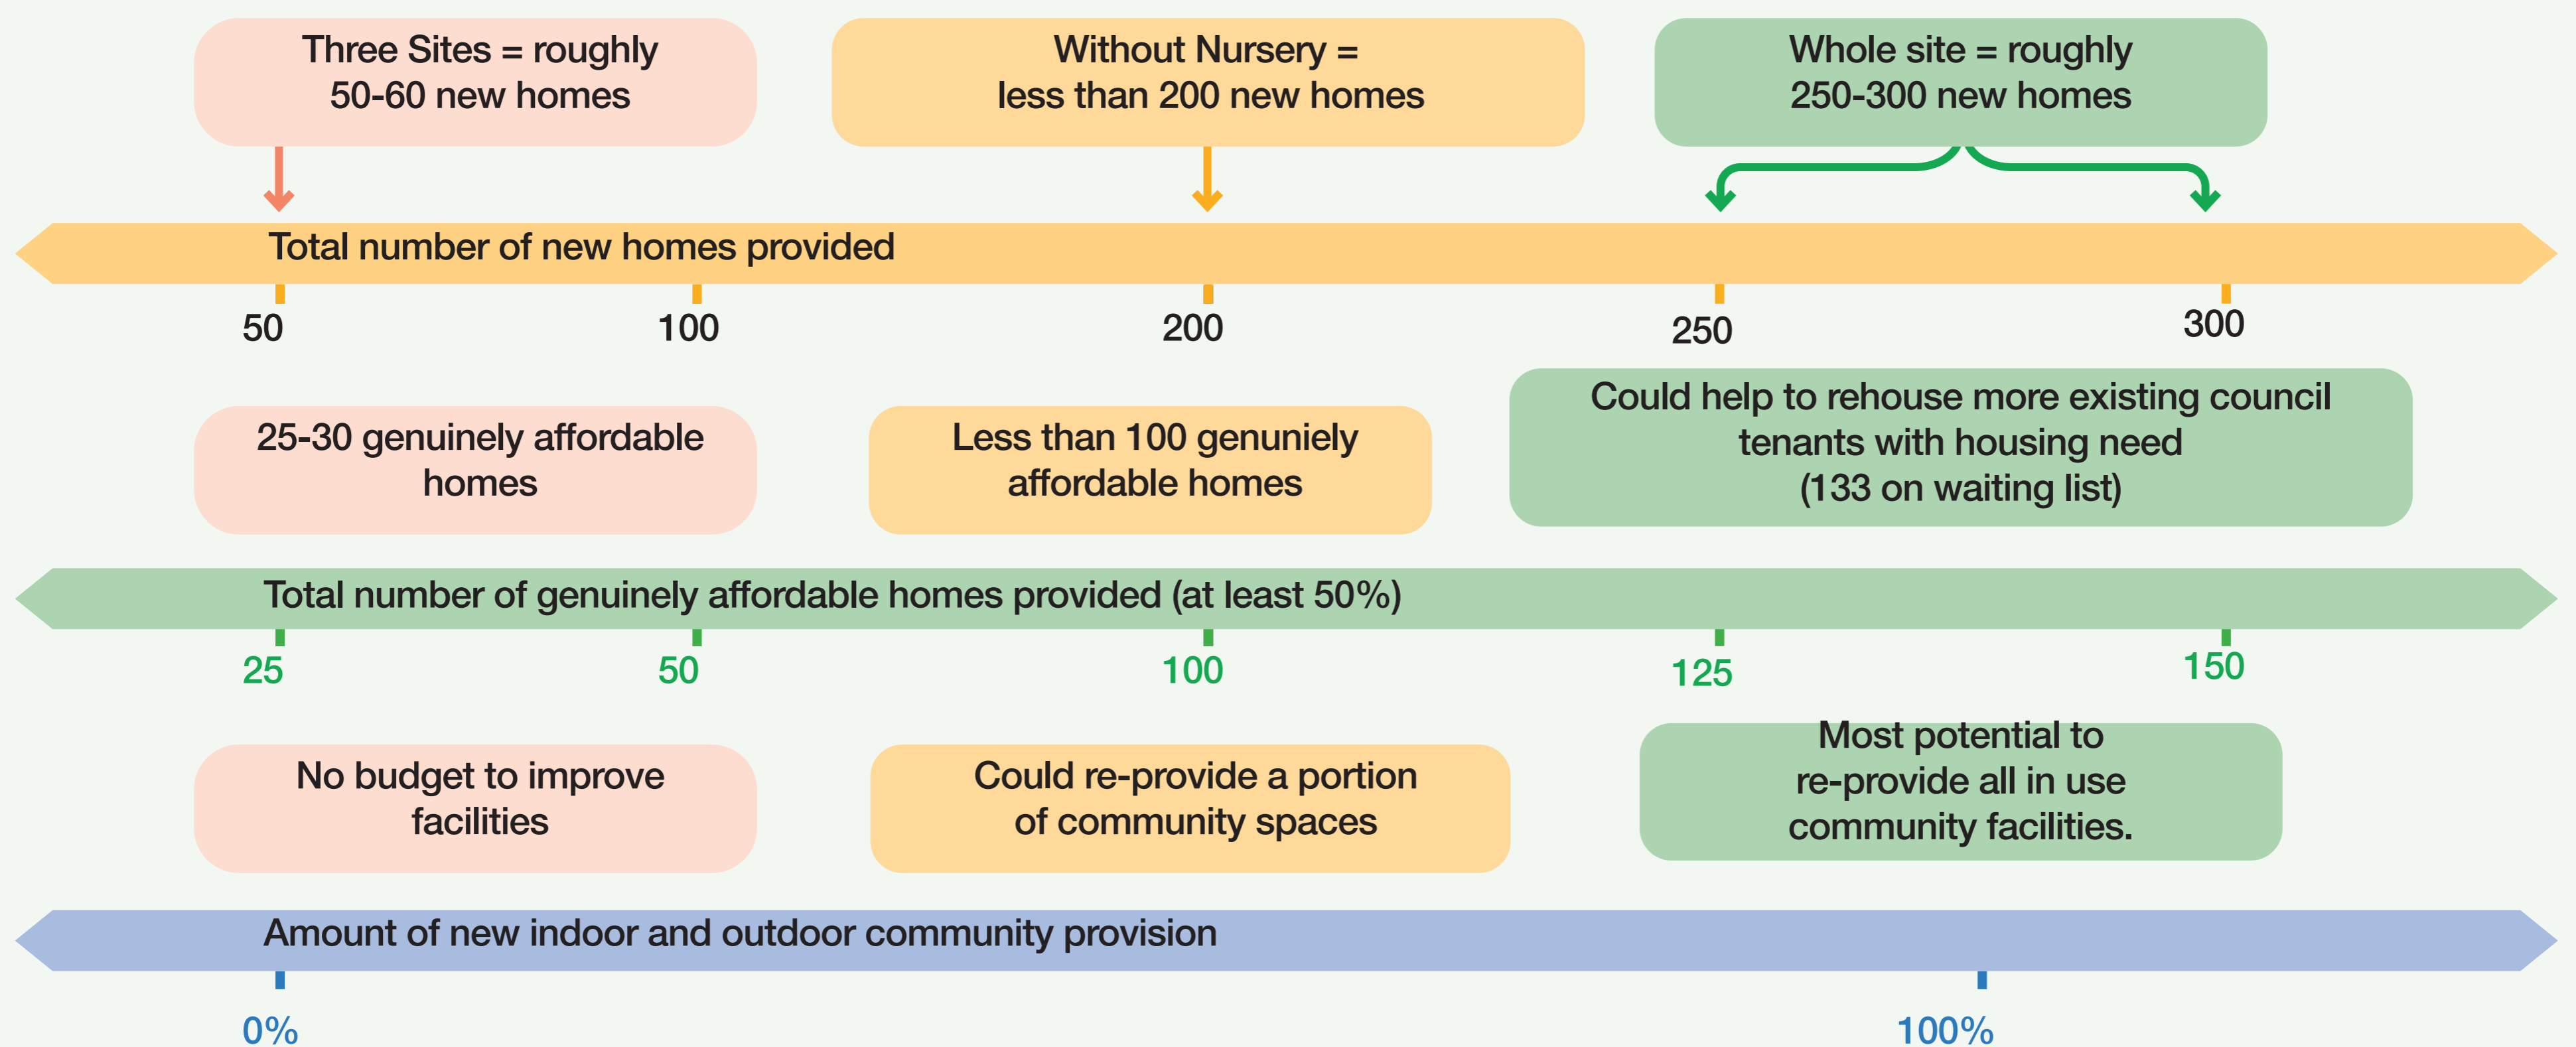 Three Sites = roughly
50-60 new homes
Without Nursery =
less than 200 new homes
Whole site = roughly
250-300 new homes
Total number of new homes provided
50
100
200
250
300
25-30 genuinely affordable
homes
Less than 100 genuniely
affordable homes
Could help to rehouse more existing council
tenants with housing need
(133 on waiting list)
Total number of genuinely affordable homes provided (at least 50%)
25
50
100
125
150
No budget to improve
facilities
Could re-provide a portion
of community spaces
Most potential to
re-provide all in use
community facilities.
Amount of new indoor and outdoor community provision
0%
100%